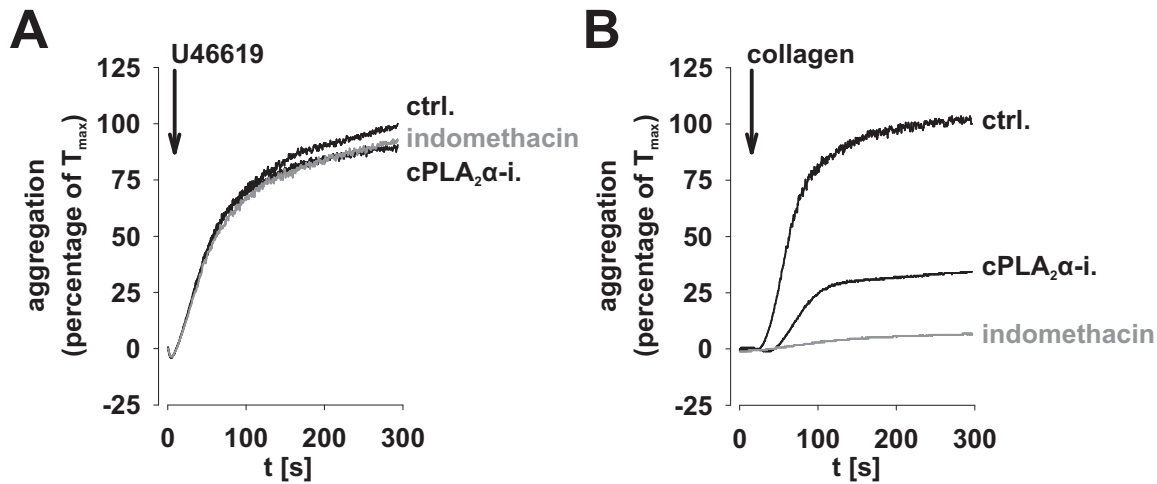 A
U46619
125
100
75
50
25
0
-25
aggregation
(percentage of Tmax)
ctrl.
indomethacin
cPLA2α-i.
0 100 200 300
t [s]
B
collagen
125
100
75
50
25
0
-25
aggregation
(percentage of Tmax)
ctrl.
cPLA2α-i.
indomethacin
0 100 200 300
t [s]